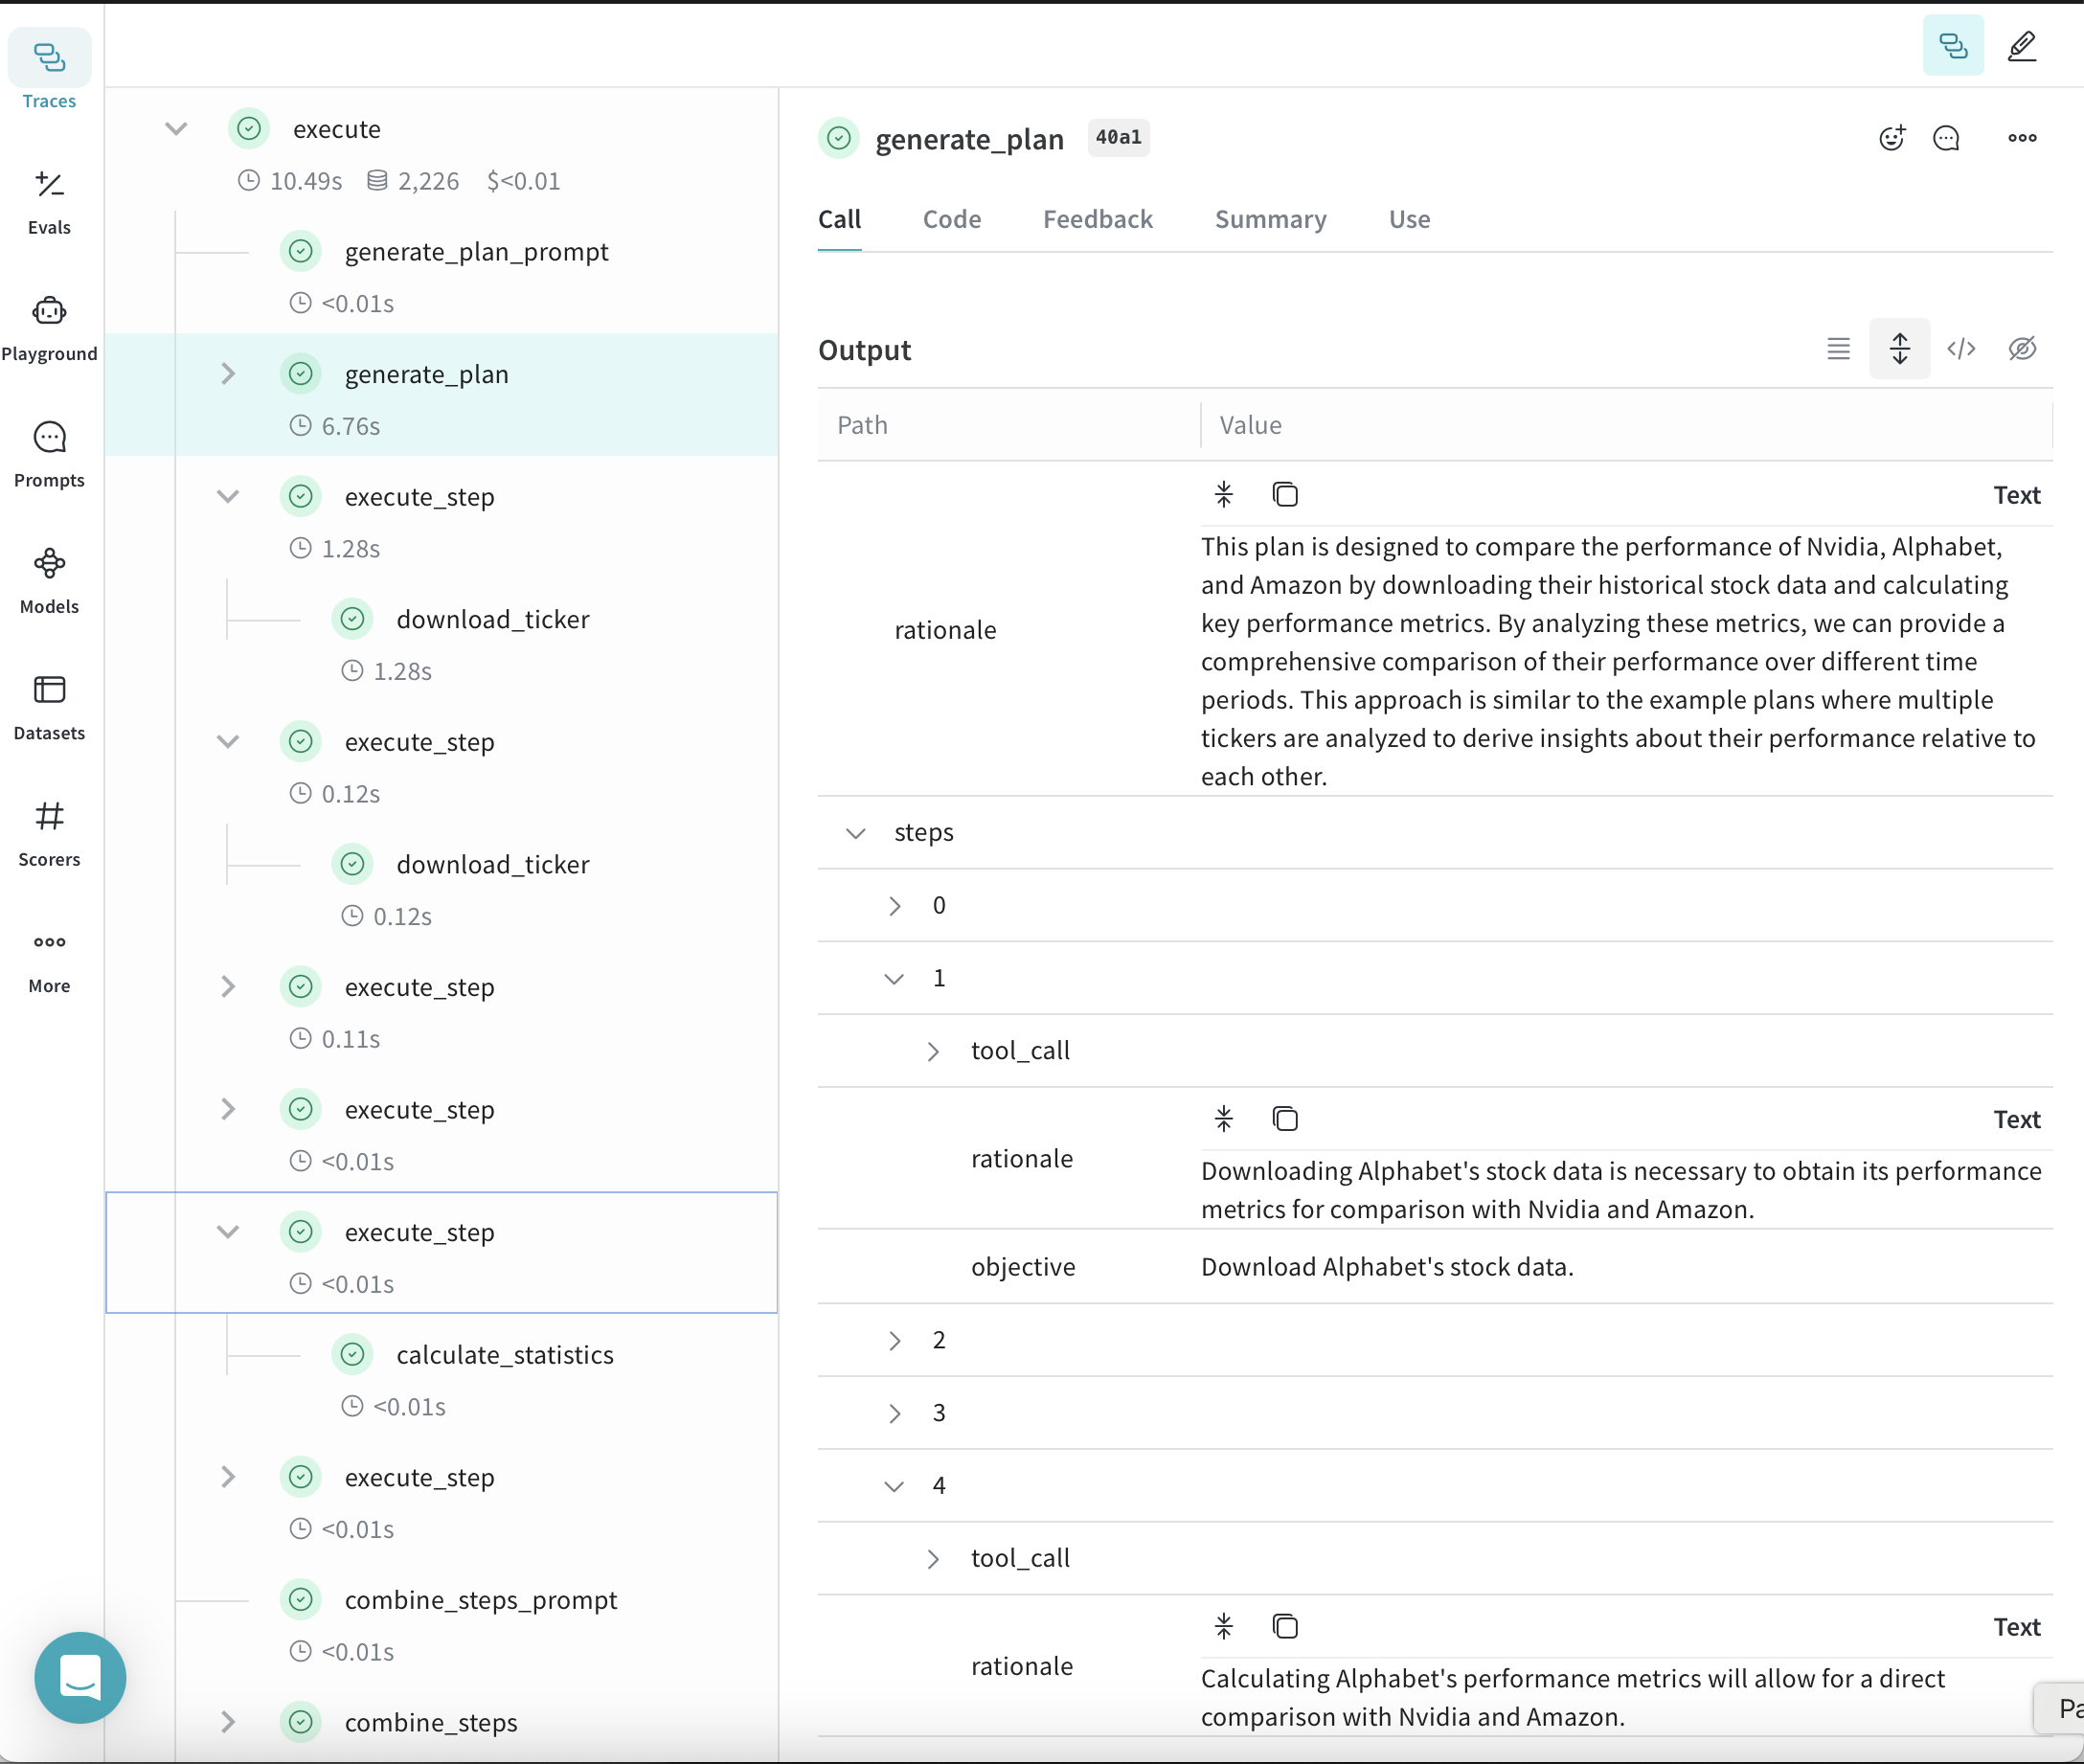 Traces
Evals
Playground
Prompts
Models
Datasets
Scorers
More
execute
10.49s 2,226 $<0.01
generate_plan_prompt
<0.01s
generate_plan
6.76s
execute_step
1.28s
download_ticker
1.28s
execute_step
0.12s
download_ticker
0.12s
execute_step
0.11s
execute_step
<0.01s
execute_step
<0.01s
calculate_statistics
<0.01s
execute_step
<0.01s
combine_steps_prompt
<0.01s
combine_steps
generate_plan 40a1
Call Code Feedback Summary Use
Output
Path Value
Text
rationale
This plan is designed to compare the performance of Nvidia, Alphabet,
and Amazon by downloading their historical stock data and calculating
key performance metrics. By analyzing these metrics, we can provide a
comprehensive comparison of their performance over different time
periods. This approach is similar to the example plans where multiple
tickers are analyzed to derive insights about their performance relative to
each other.
steps
0
1
tool_call
Text
rationale
Downloading Alphabet's stock data is necessary to obtain its performance
metrics for comparison with Nvidia and Amazon.
objective Download Alphabet's stock data.
2
3
4
tool_call
Text
rationale
Calculating Alphabet's performance metrics will allow for a direct
comparison with Nvidia and Amazon.